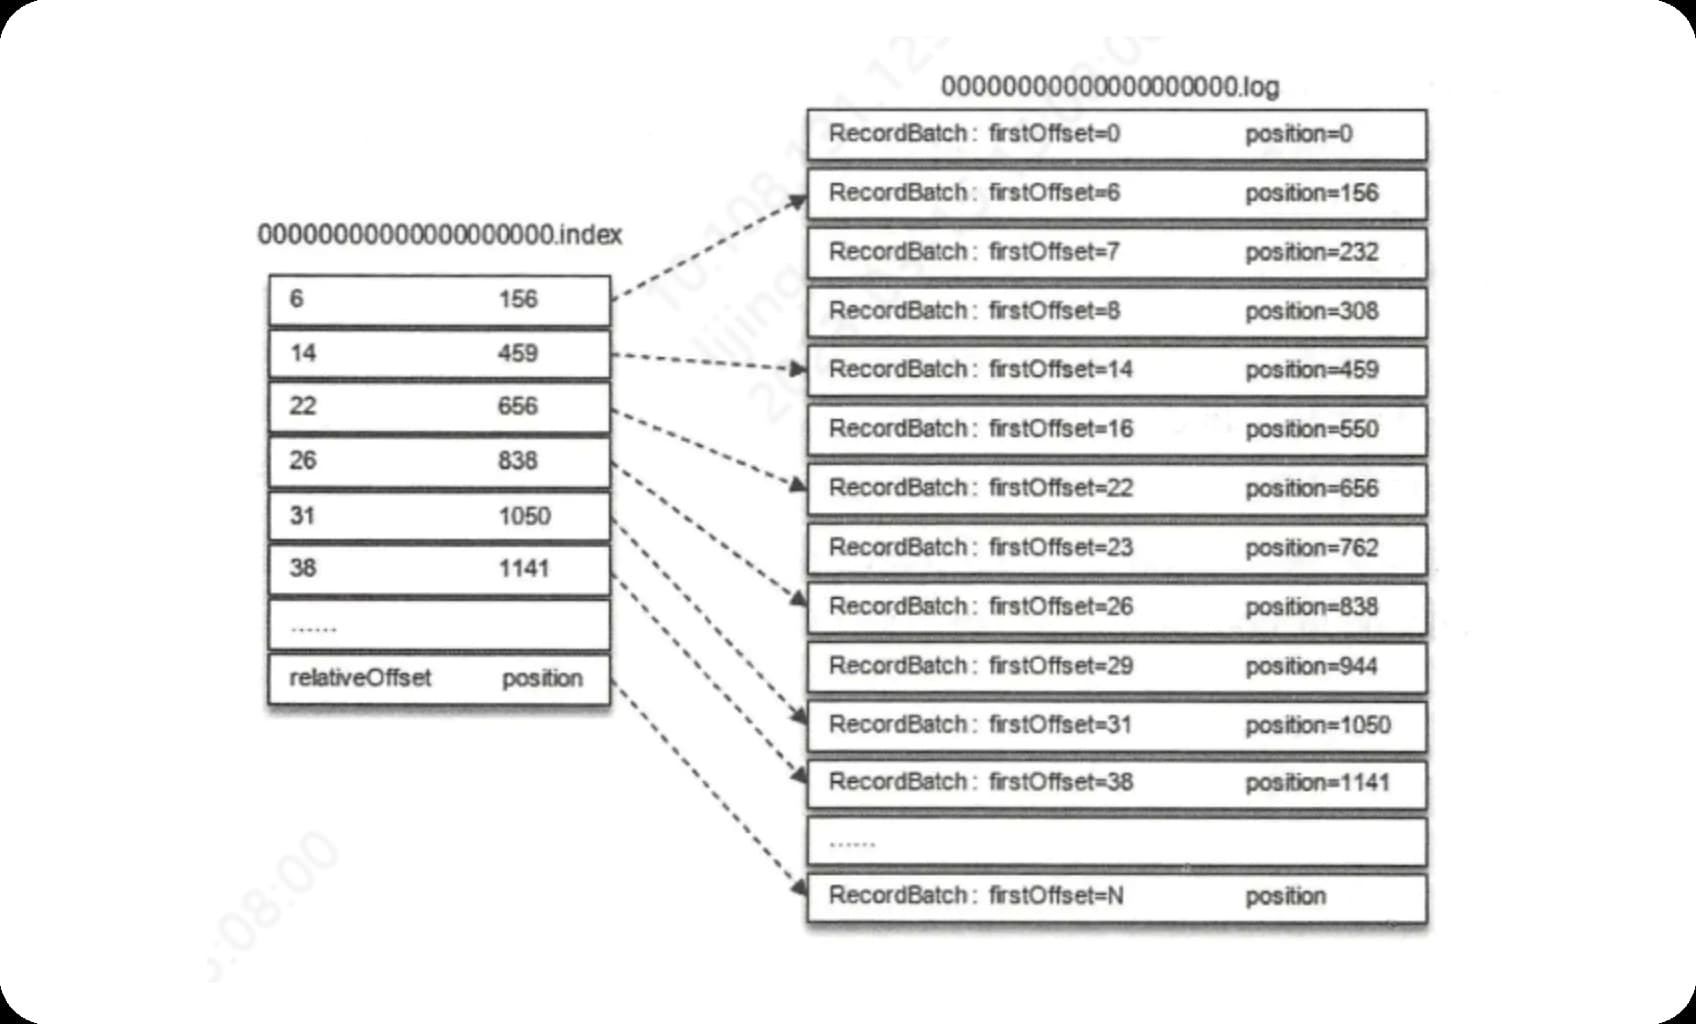 00000000000000000000.index
6 156
14 459
22 656
26 838
31 1050
38 1141
......
relativeOffset position
00000000000000000000.log
RecordBatch: firstOffset=0 position=0
RecordBatch: firstOffset=6 position=156
RecordBatch: firstOffset=7 position=232
RecordBatch: firstOffset=8 position=308
RecordBatch: firstOffset=14 position=459
RecordBatch: firstOffset=16 position=550
RecordBatch: firstOffset=22 position=656
RecordBatch: firstOffset=23 position=762
RecordBatch: firstOffset=26 position=838
RecordBatch: firstOffset=29 position=944
RecordBatch: firstOffset=31 position=1050
RecordBatch: firstOffset=38 position=1141
......
RecordBatch: firstOffset=N position
:08:00